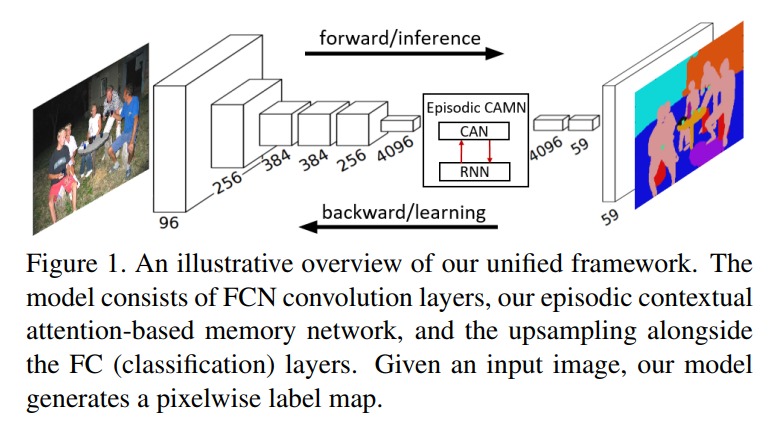 forward/inference
Episodic CAMN
CAN
RNN
96
256
384
384
256
4096
4096
59
59
backward/learning
Figure 1. An illustrative overview of our unified framework. The
model consists of FCN convolution layers, our episodic contextual
attention-based memory network, and the upsampling alongside
the FC (classification) layers. Given an input image, our model
generates a pixelwise label map.